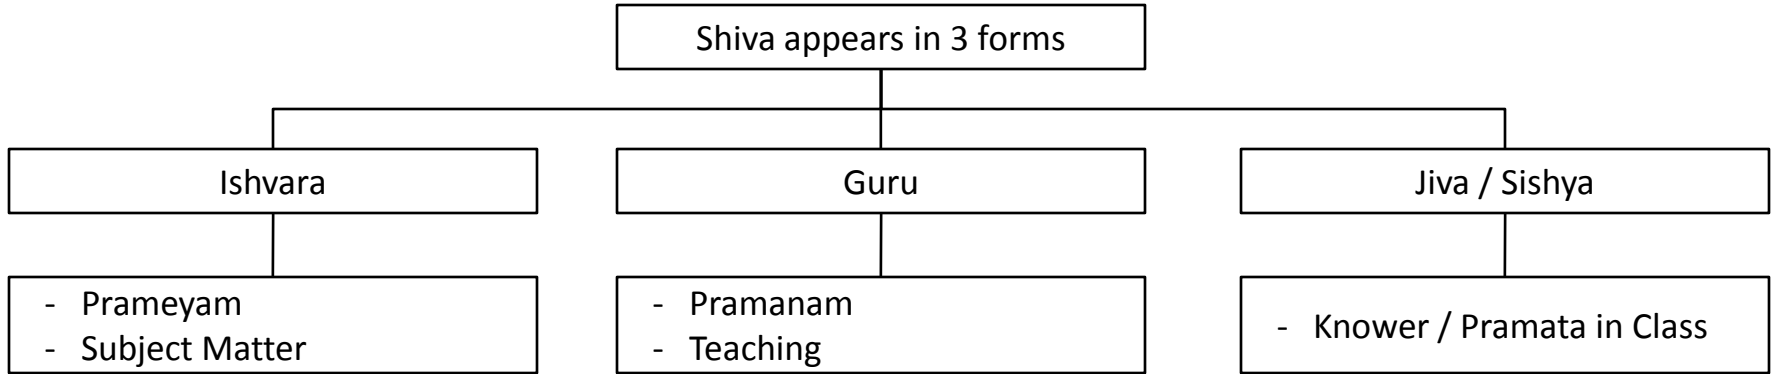 Shiva appears in 3 forms
Ishvara
Guru
Jiva / Sishya
- Prameyam
- Subject Matter
- Pramanam
- Teaching
- Knower / Pramata in Class